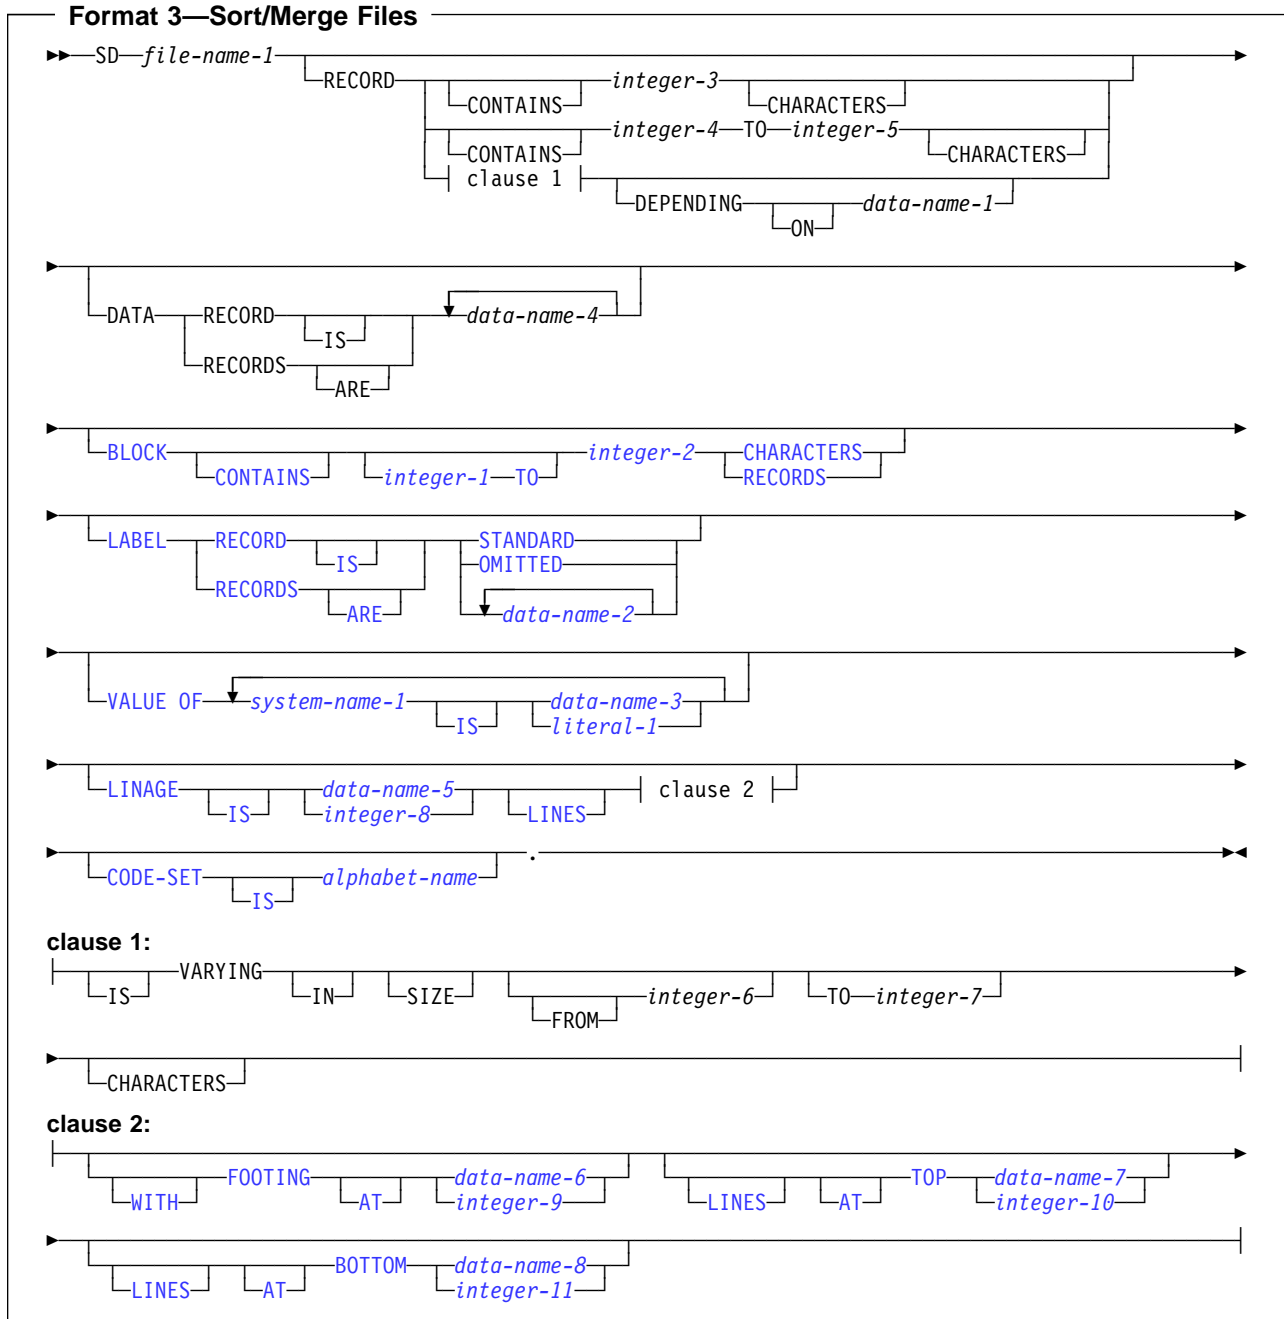 Format 3—Sort/Merge Files
SD file-name-1
RECORD integer-3
CONTAINS CHARACTERS
integer-4 TO integer-5
CONTAINS CHARACTERS
clause 1
DEPENDING data-name-1
ON
DATA RECORD data-name-4
IS
RECORDS
ARE
BLOCK integer-2 CHARACTERS
CONTAINS integer-1 TO RECORDS
LABEL RECORD STANDARD
IS OMITTED
RECORDS
ARE data-name-2
VALUE OF system-name-1 data-name-3
IS literal-1
LINAGE data-name-5 clause 2
IS integer-8 LINES
.
CODE-SET alphabet-name
IS
clause 1:
VARYING
IS IN SIZE integer-6 TO integer-7
FROM
CHARACTERS
clause 2:
FOOTING data-name-6 TOP data-name-7
WITH AT integer-9 LINES AT integer-10
BOTTOM data-name-8
LINES AT integer-11